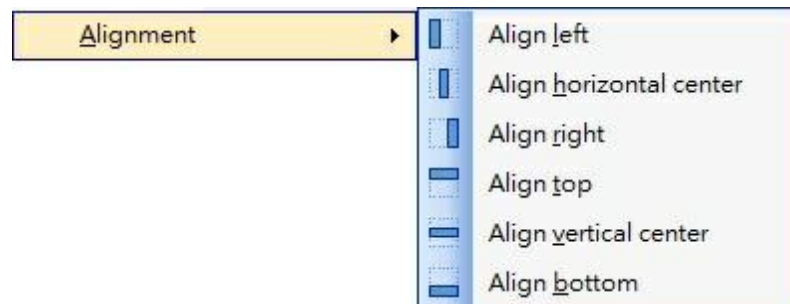 Alignment
Align left
Align horizontal center
Align right
Align top
Align vertical center
Align bottom